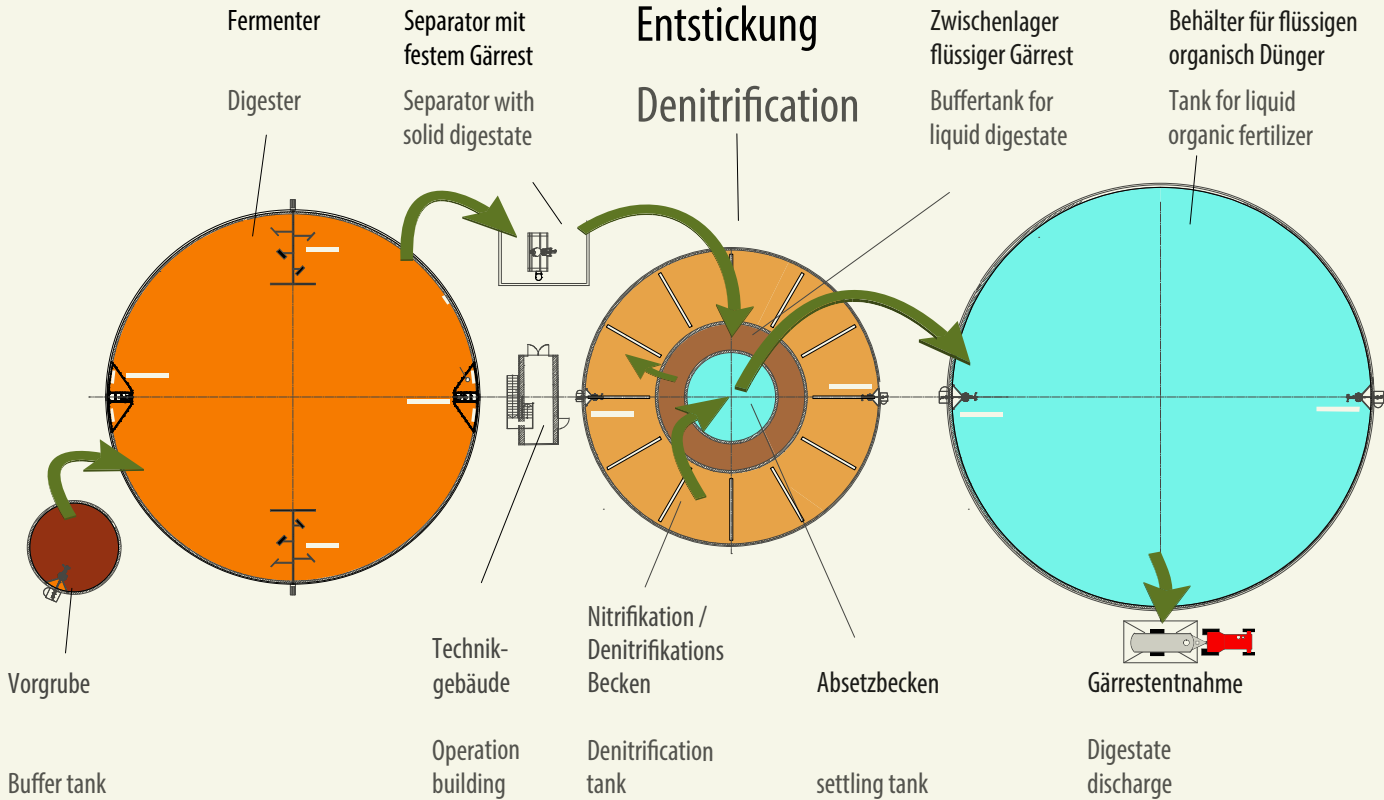 Fermenter
Digester
Separator mit
festem Gärrest
Separator with
solid digestate
Entstickung
Denitrification
Zwischenlager
flüssiger Gärrest
Buffertank for
liquid digestate
Behälter für flüssigen
organisch Dünger
Tank for liquid
organic fertilizer
Vorgrube
Buffer tank
Technik-
gebäude
Operation
building
Nitrifikation /
Denitrifikations
Becken
Denitrification
tank
Absetzbecken
settling tank
Gärrestentnahme
Digestate
discharge